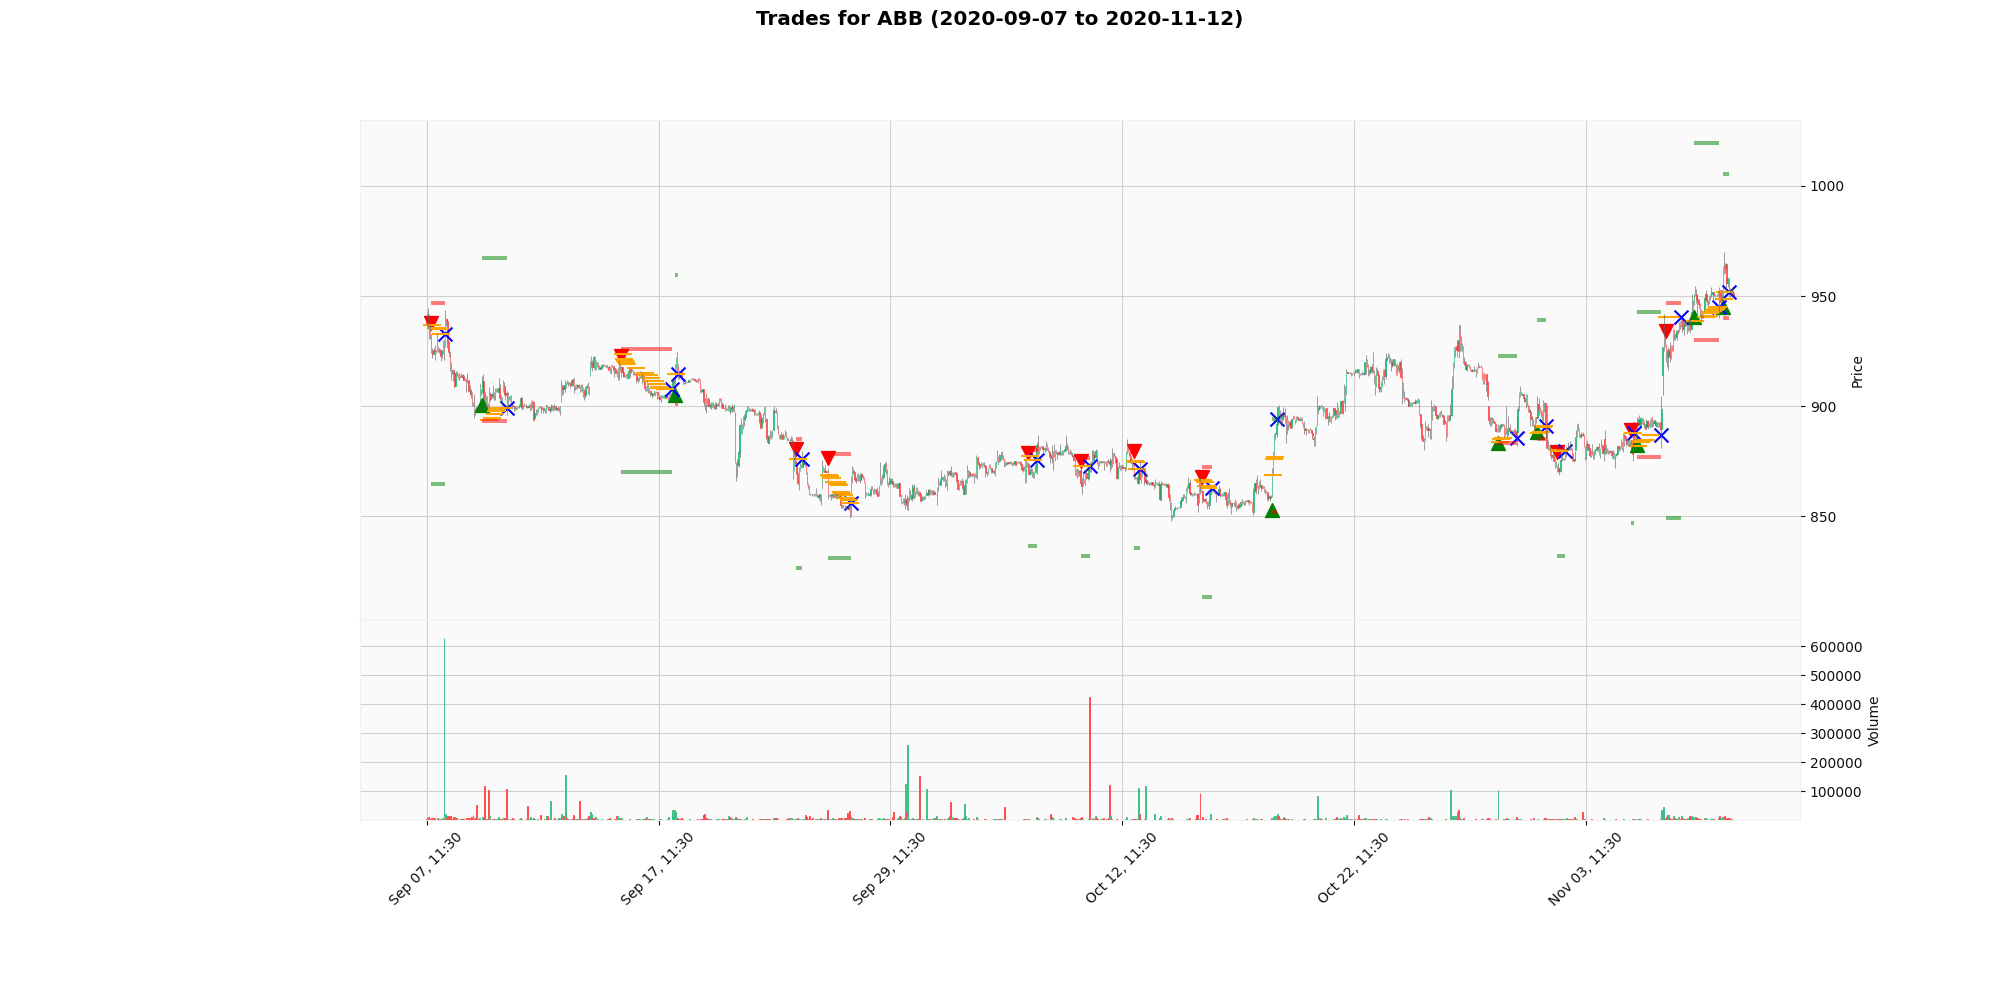 Trades for ABB (2020-09-07 to 2020-11-12)
1000
950
900
850
Price
600000
500000
400000
300000
200000
100000
Volume
Sep 07, 11:30
Sep 17, 11:30
Sep 29, 11:30
Oct 12, 11:30
Oct 22, 11:30
Nov 03, 11:30